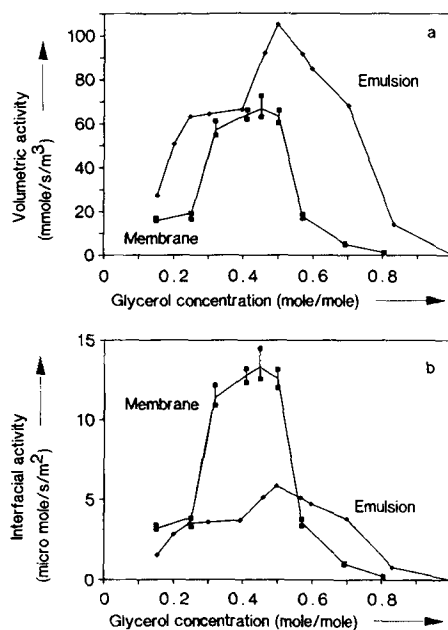 a
Volumetric activity
(mmole/s/m³)
100
80
60
40
20
0
Emulsion
Membrane
0 0.2 0.4 0.6 0.8
Glycerol concentration (mole/mole)
b
Interfacial activity
(micro mole/s/m²)
15
10
5
0
Membrane
Emulsion
0 0.2 0.4 0.6 0.8
Glycerol concentration (mole/mole)